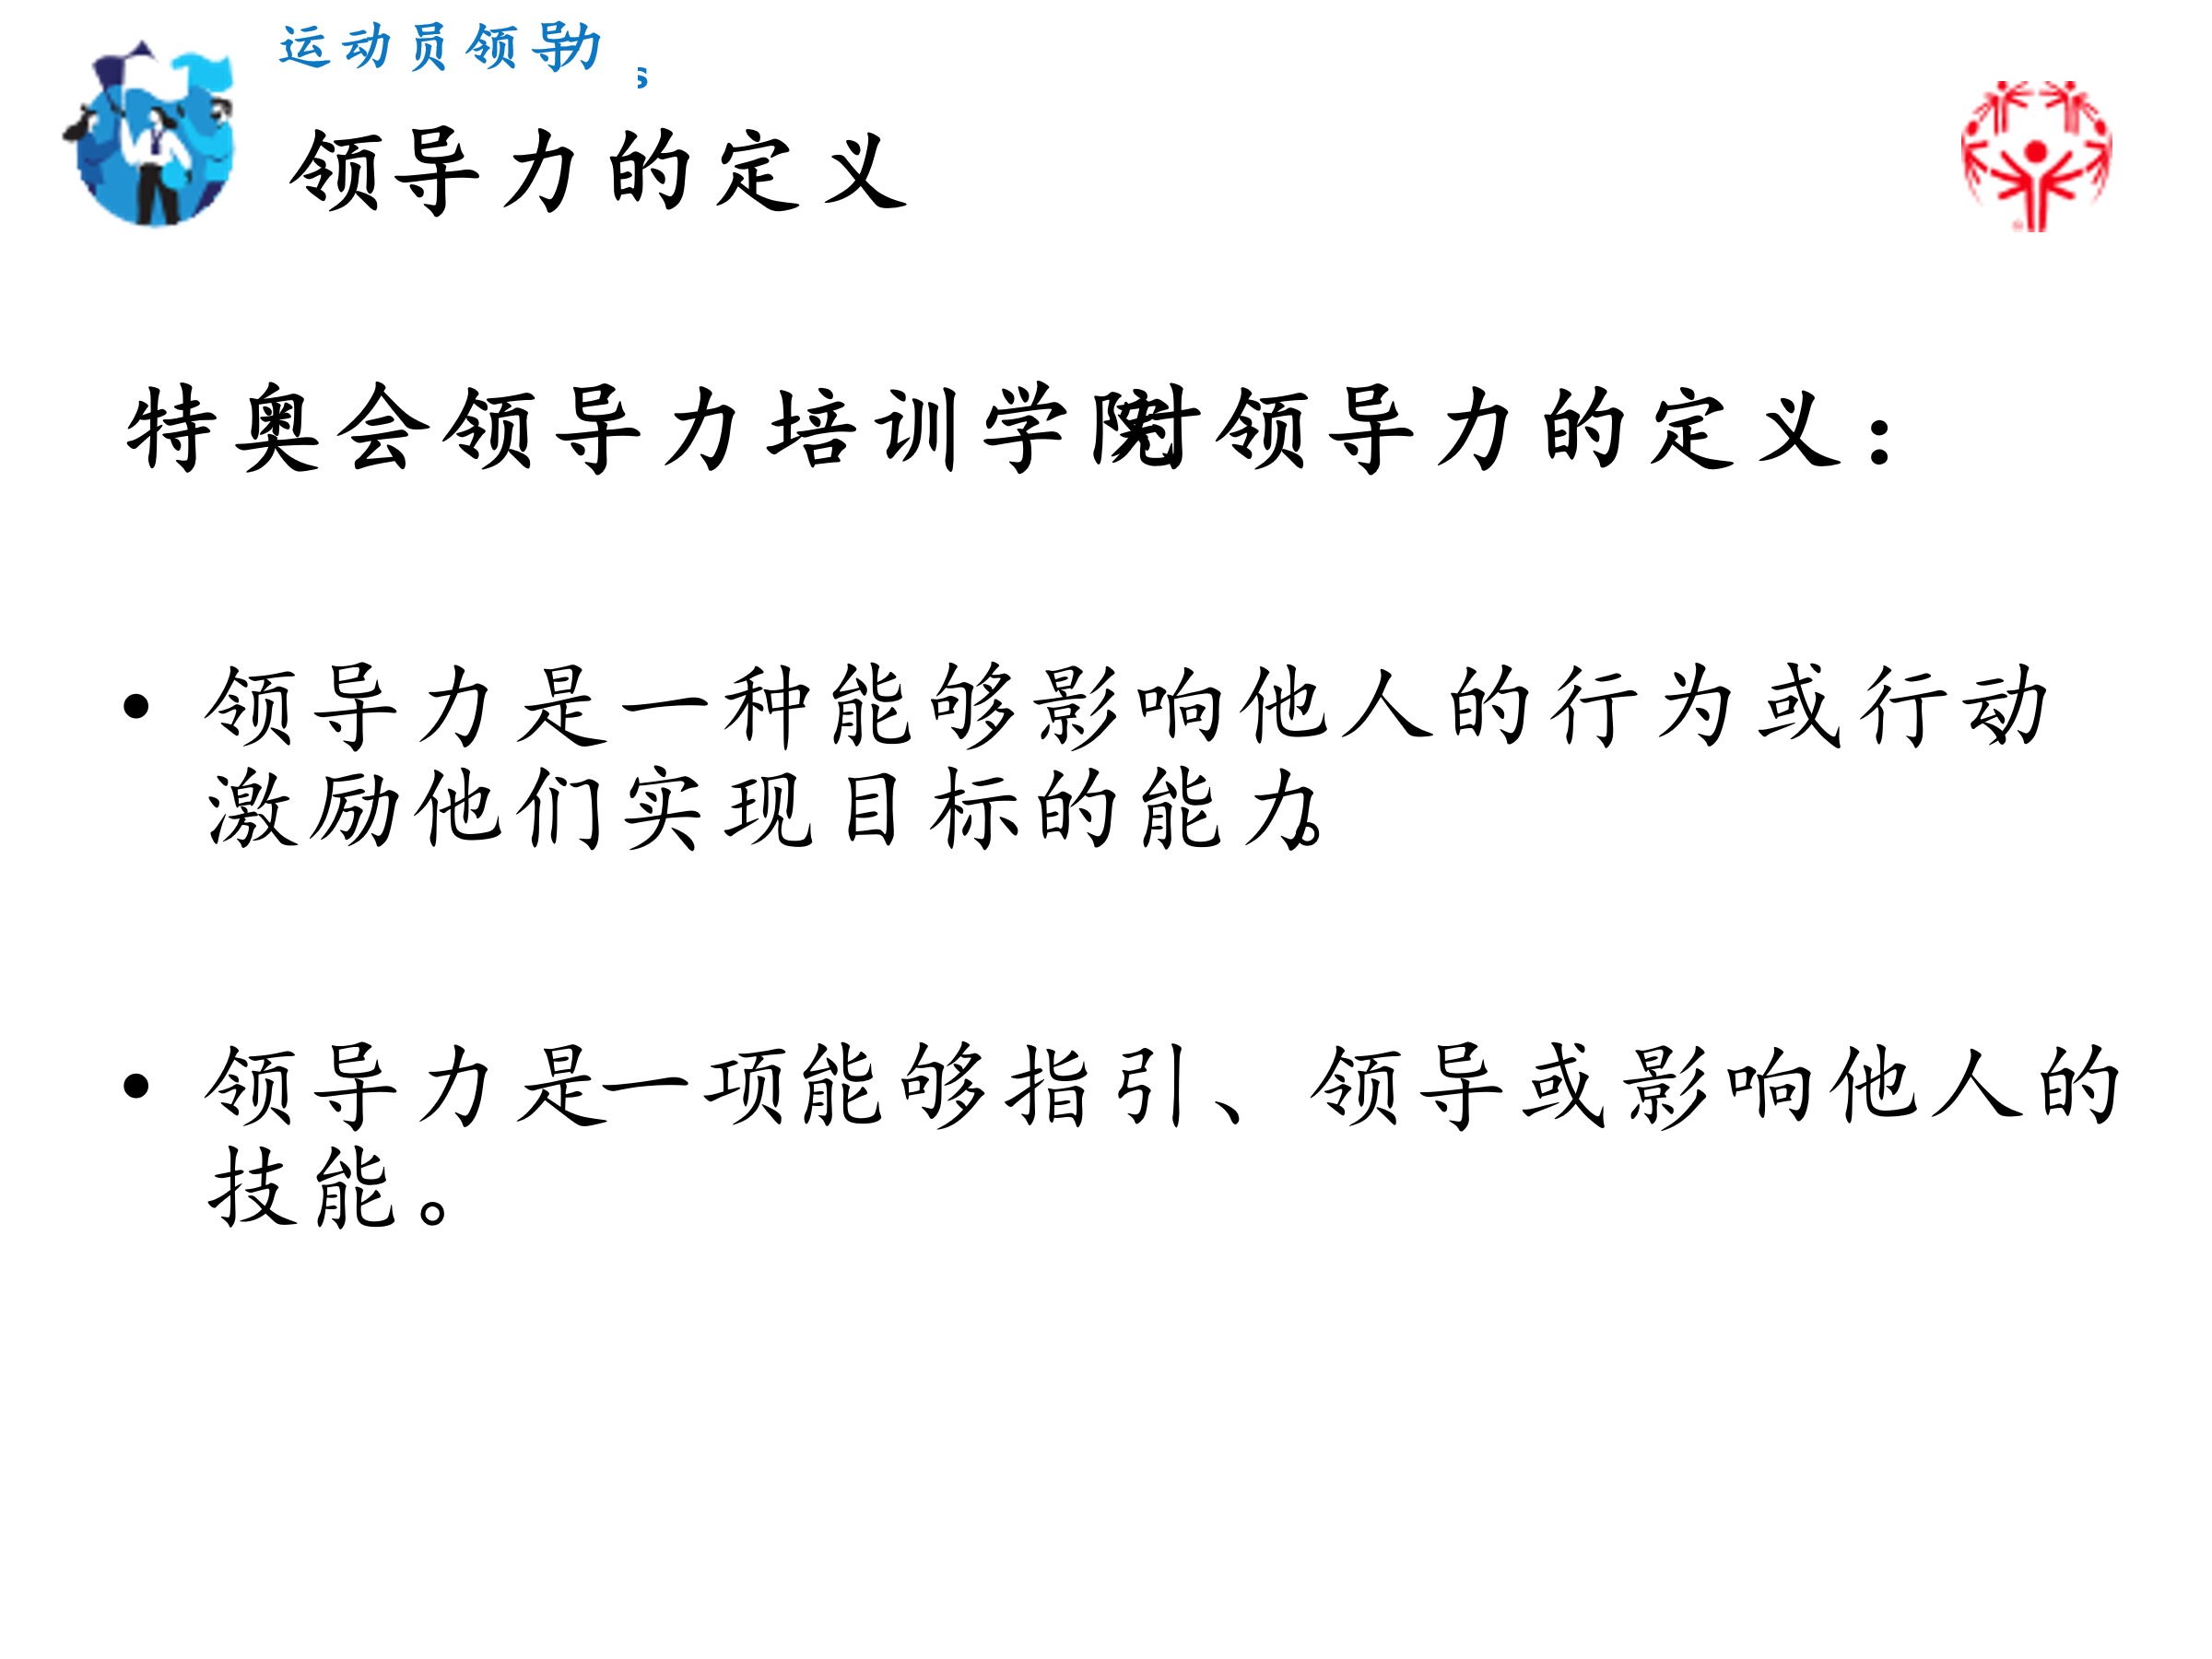 运动员领导力
领导力的定义
特奥会领导力培训学院对领导力的定义：
• 领导力是一种能够影响他人的行为或行动
激励他们实现目标的能力。
• 领导力是一项能够指引、领导或影响他人的
技能。